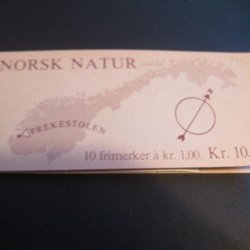 NORSK NATUR
PREKESTOLEN
10 frimerker à kr. 1,00. Kr. 10.